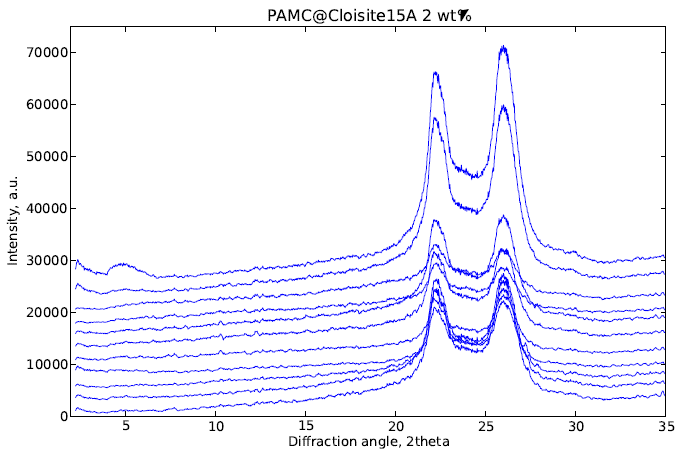 PAMC@Cloisite15A 2 wt%
70000
60000
50000
40000
30000
20000
10000
0
Intensity, a.u.
5 10 15 20 25 30 35
Diffraction angle, 2theta